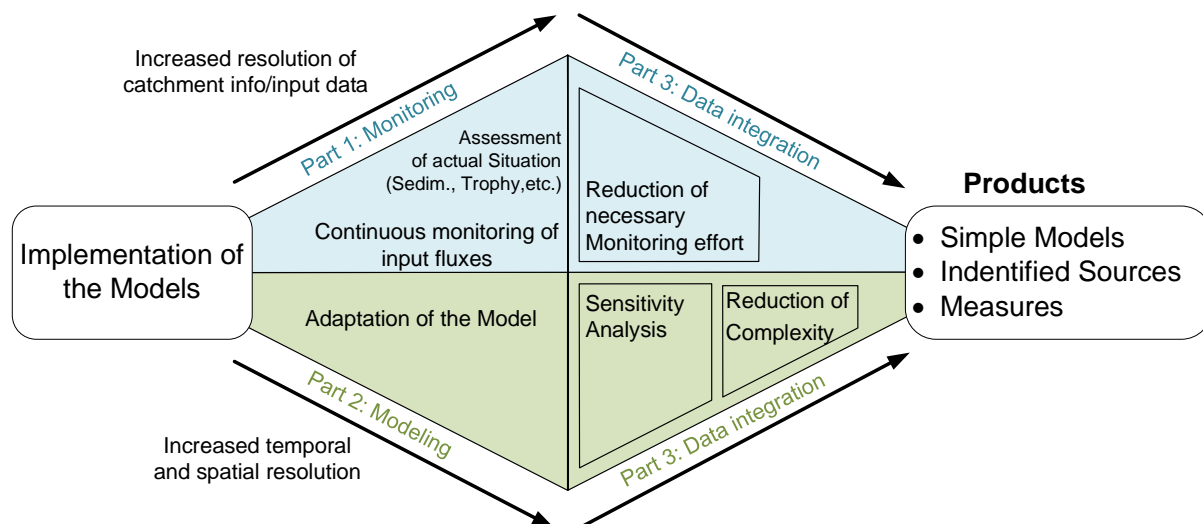 Increased resolution of
catchment info/input data
Part 1: Monitoring
Part 3: Data integration
Assessment
of actual Situation
(Sedim., Trophy,etc.)
Continuous monitoring of
input fluxes
Reduction of
necessary
Monitoring effort
Implementation of
the Models
Products
• Simple Models
• Indentified Sources
• Measures
Adaptation of the Model
Sensitivity
Analysis
Reduction of
Complexity
Part 2: Modeling
Part 3: Data integration
Increased temporal
and spatial resolution